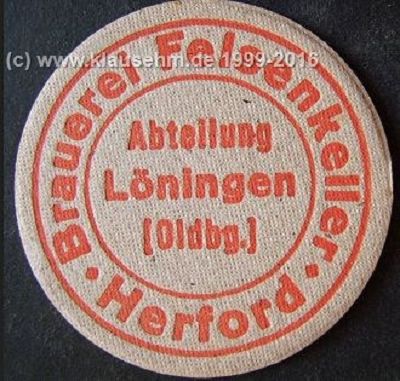 (c) www.klausehm.de 1999-2016
Brauerei Felsenkeller
Abteilung
Löningen
(Oldbg.)
· Herford ·